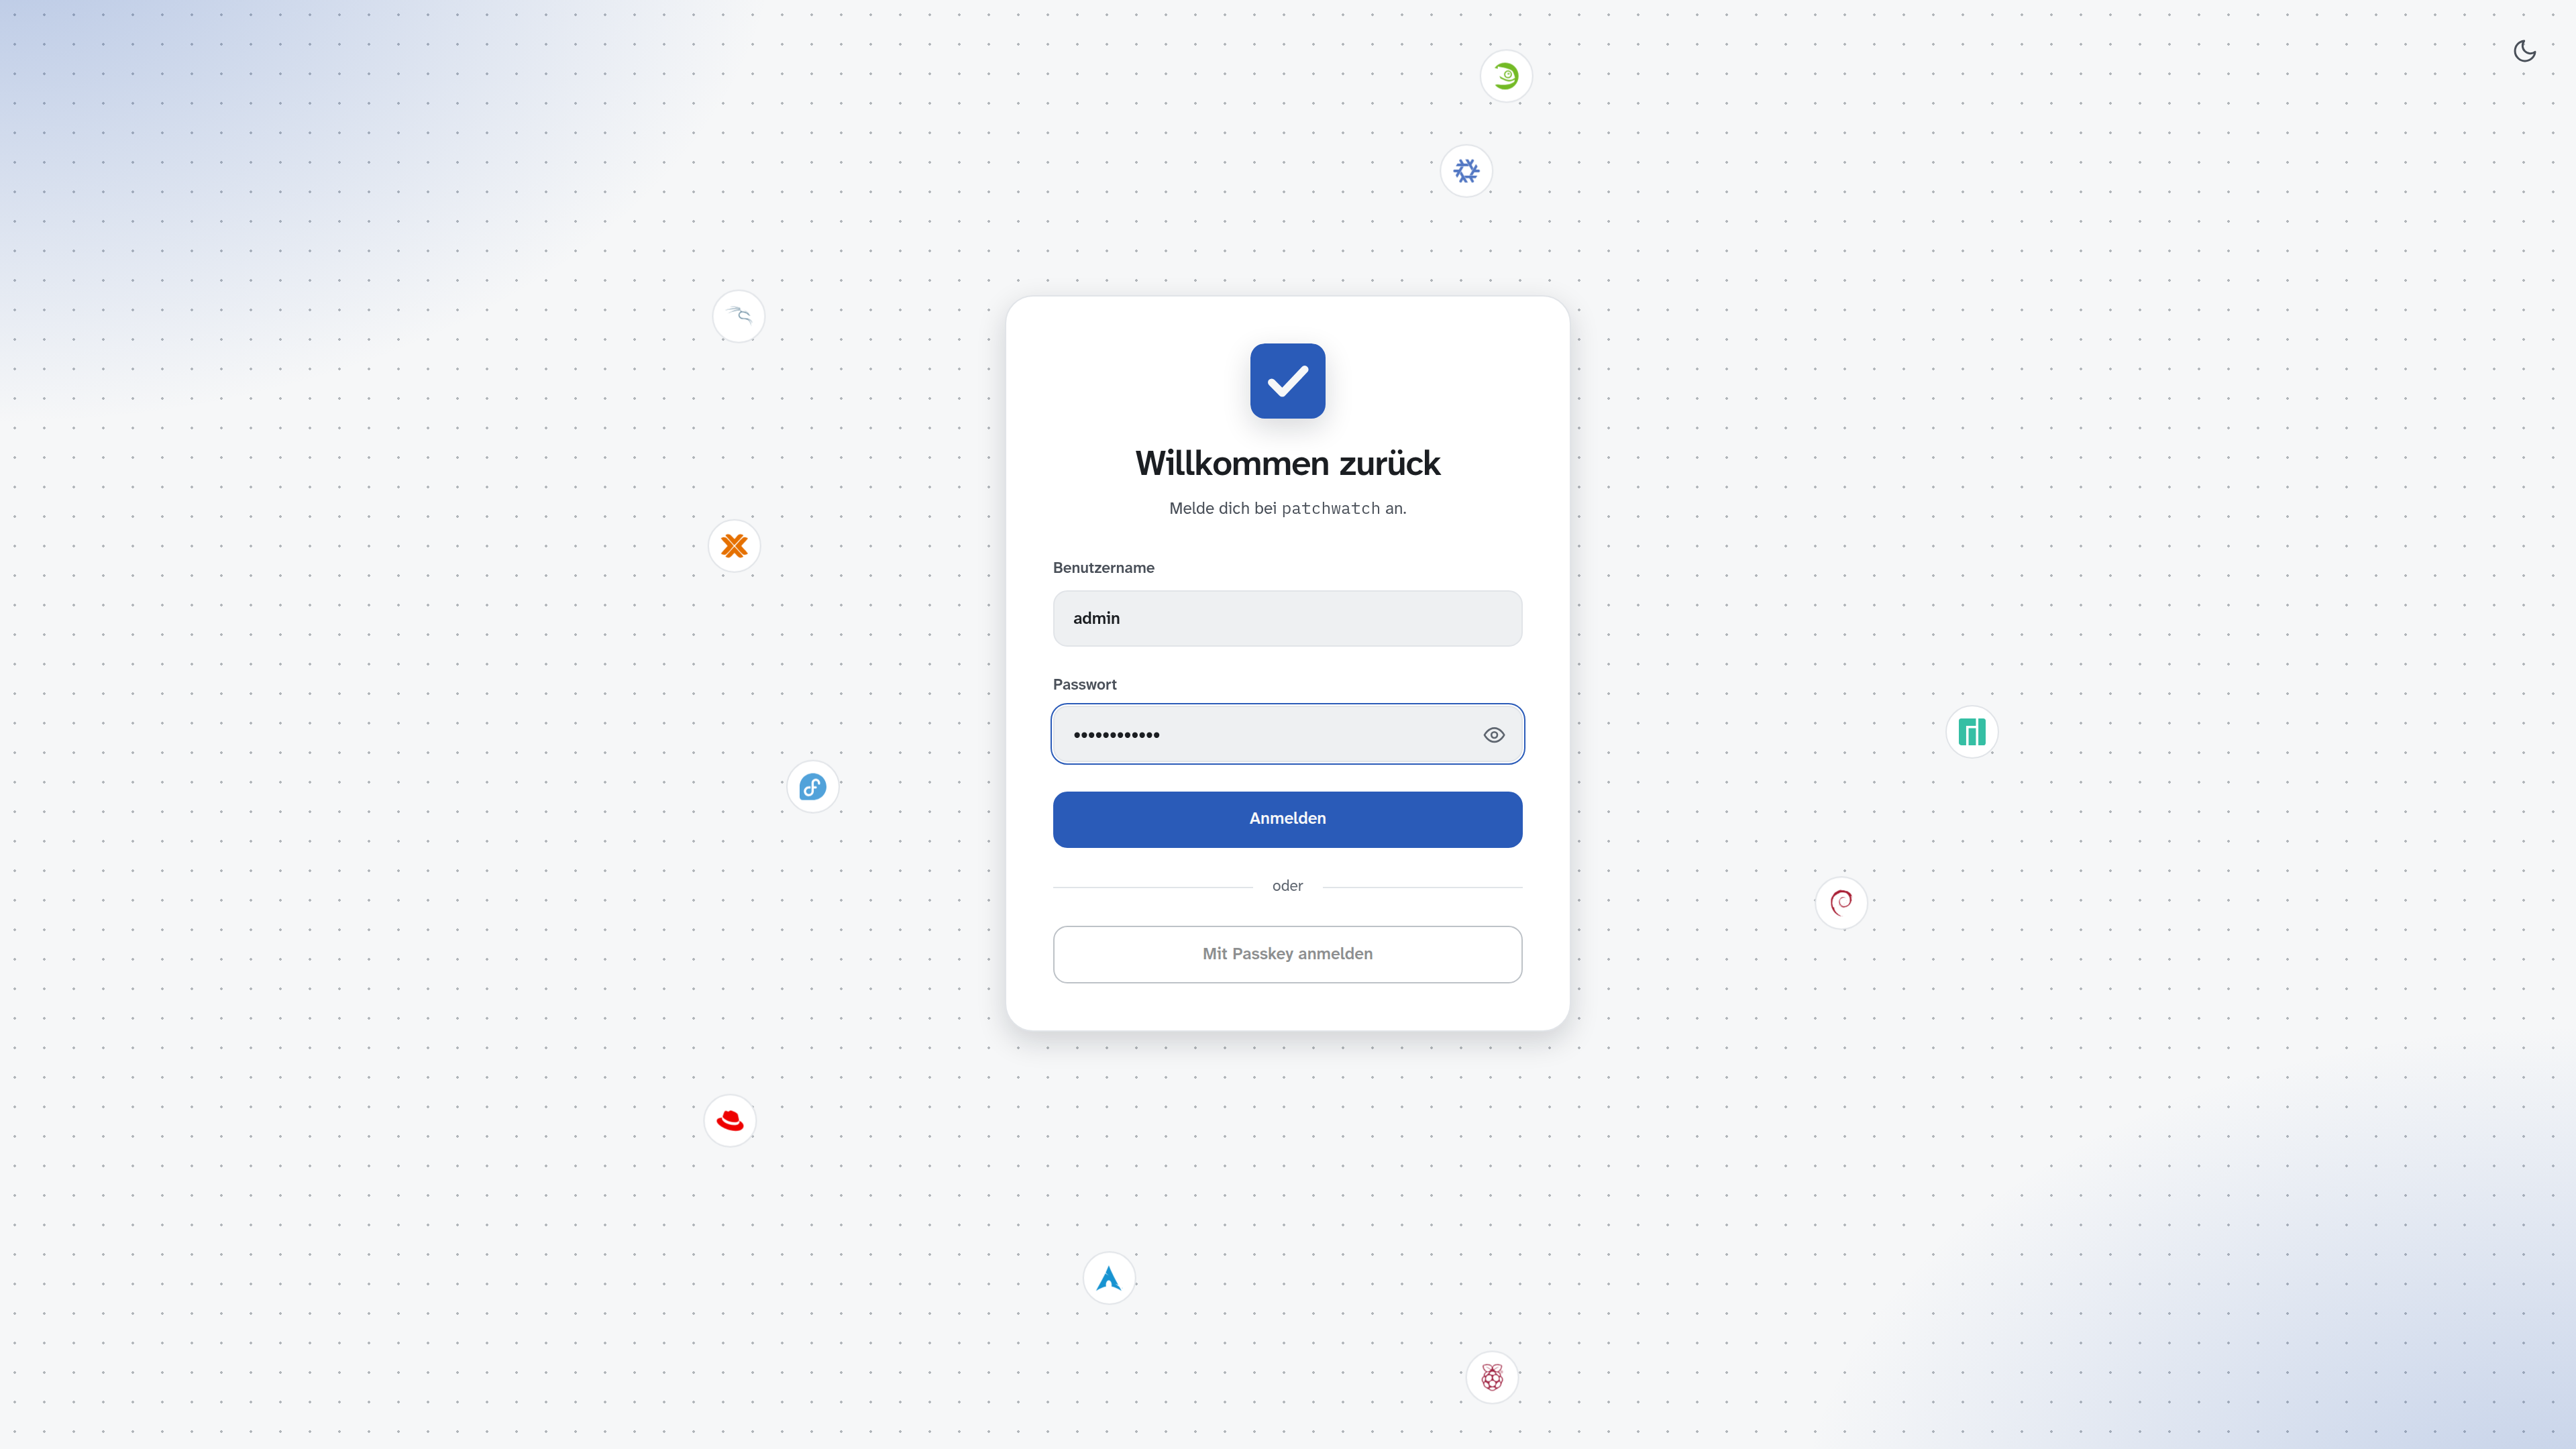 Willkommen zurück
Melde dich bei patchwatch an.
Benutzername
admin
Passwort
••••••••••••
Anmelden
oder
Mit Passkey anmelden